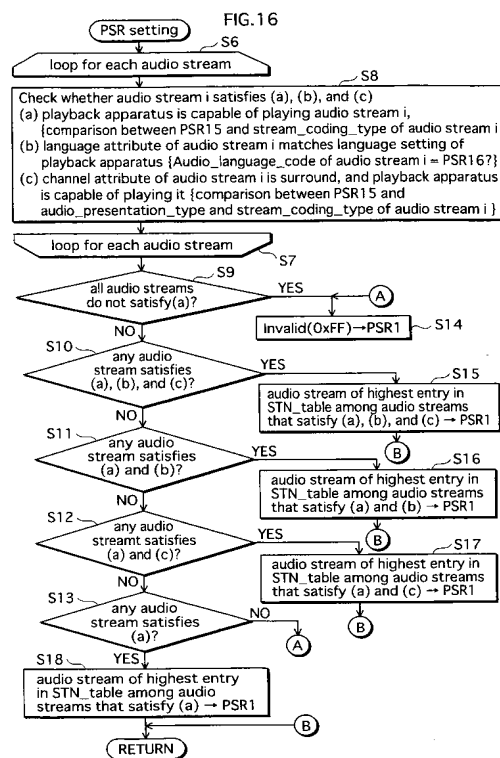 FIG.16
PSR setting
S6
loop for each audio stream
S8
Check whether audio stream i satisfies (a), (b), and (c)
(a) playback apparatus is capable of playing audio stream i,
{comparison between PSR15 and stream_coding_type of audio stream i
(b) language attribute of audio stream i matches language setting
of playback apparatus {Audio_language_code of audio stream i = PSR16?}
(c) channel attribute of audio stream i is surround, and playback apparatus
is capable of playing it {comparison between PSR15 and
audio_presentation_type and stream_coding_type of audio stream i }
loop for each audio stream
S7
S9
all audio streams
do not satisfy(a)?
YES
A
NO
Invalid(0xFF)→PSR1
S14
S10
any audio
stream satisfies
(a), (b), and (c)?
YES
S15
audio stream of highest entry in
STN_table among audio streams
that satisfy (a), (b), and (c) → PSR1
NO
B
S11
any audio
stream satisfies
(a) and (b)?
YES
S16
audio stream of highest entry in
STN_table among audio streams
that satisfy (a) and (b) → PSR1
NO
B
S12
any audio
streamt satisfies
(a) and (c)?
YES
S17
audio stream of highest entry in
STN_table among audio streams
that satisfy (a) and (c) → PSR1
NO
B
S13
any audio
stream satisfies
(a)?
NO
A
YES
S18
audio stream of highest entry
in STN_table among audio
streams that satisfy (a) → PSR1
B
RETURN